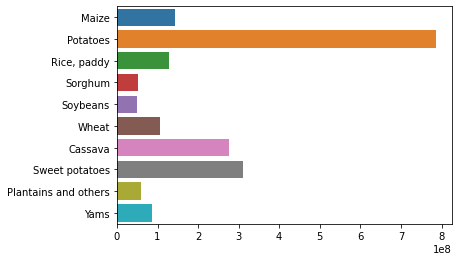 Maize
Potatoes
Rice, paddy
Sorghum
Soybeans
Wheat
Cassava
Sweet potatoes
Plantains and others
Yams
0 1 2 3 4 5 6 7 8
1e8